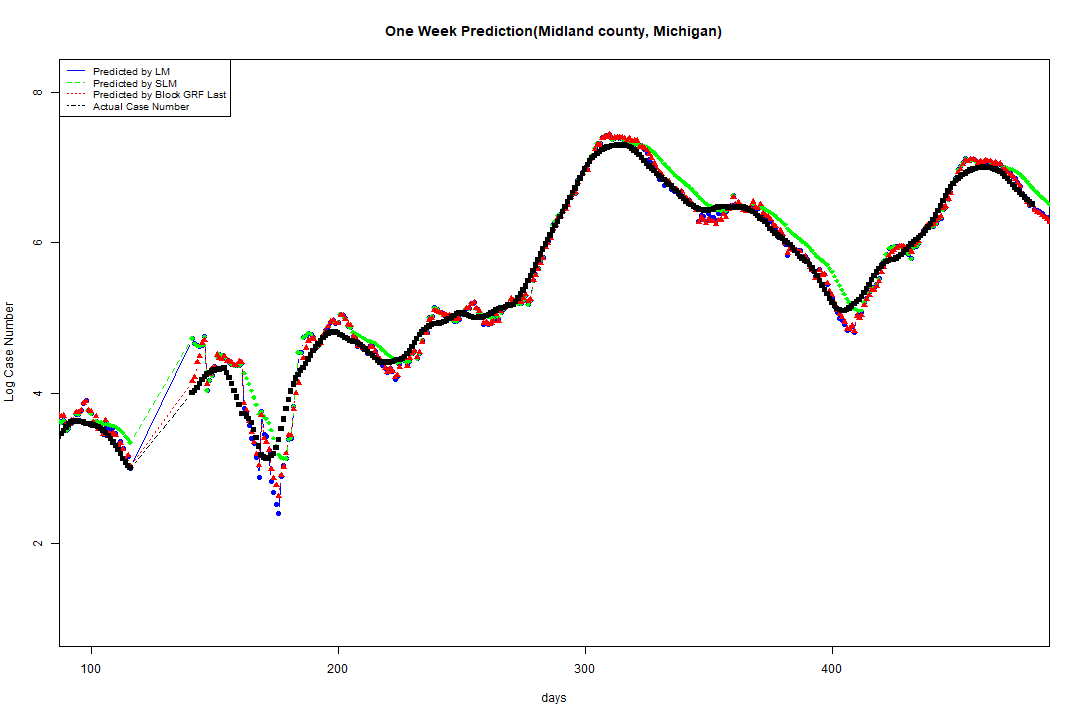 One Week Prediction(Midland county, Michigan)
Predicted by LM
Predicted by SLM
Predicted by Block GRF Last
Actual Case Number
8
6
4
2
Log Case Number
100 200 300 400
days